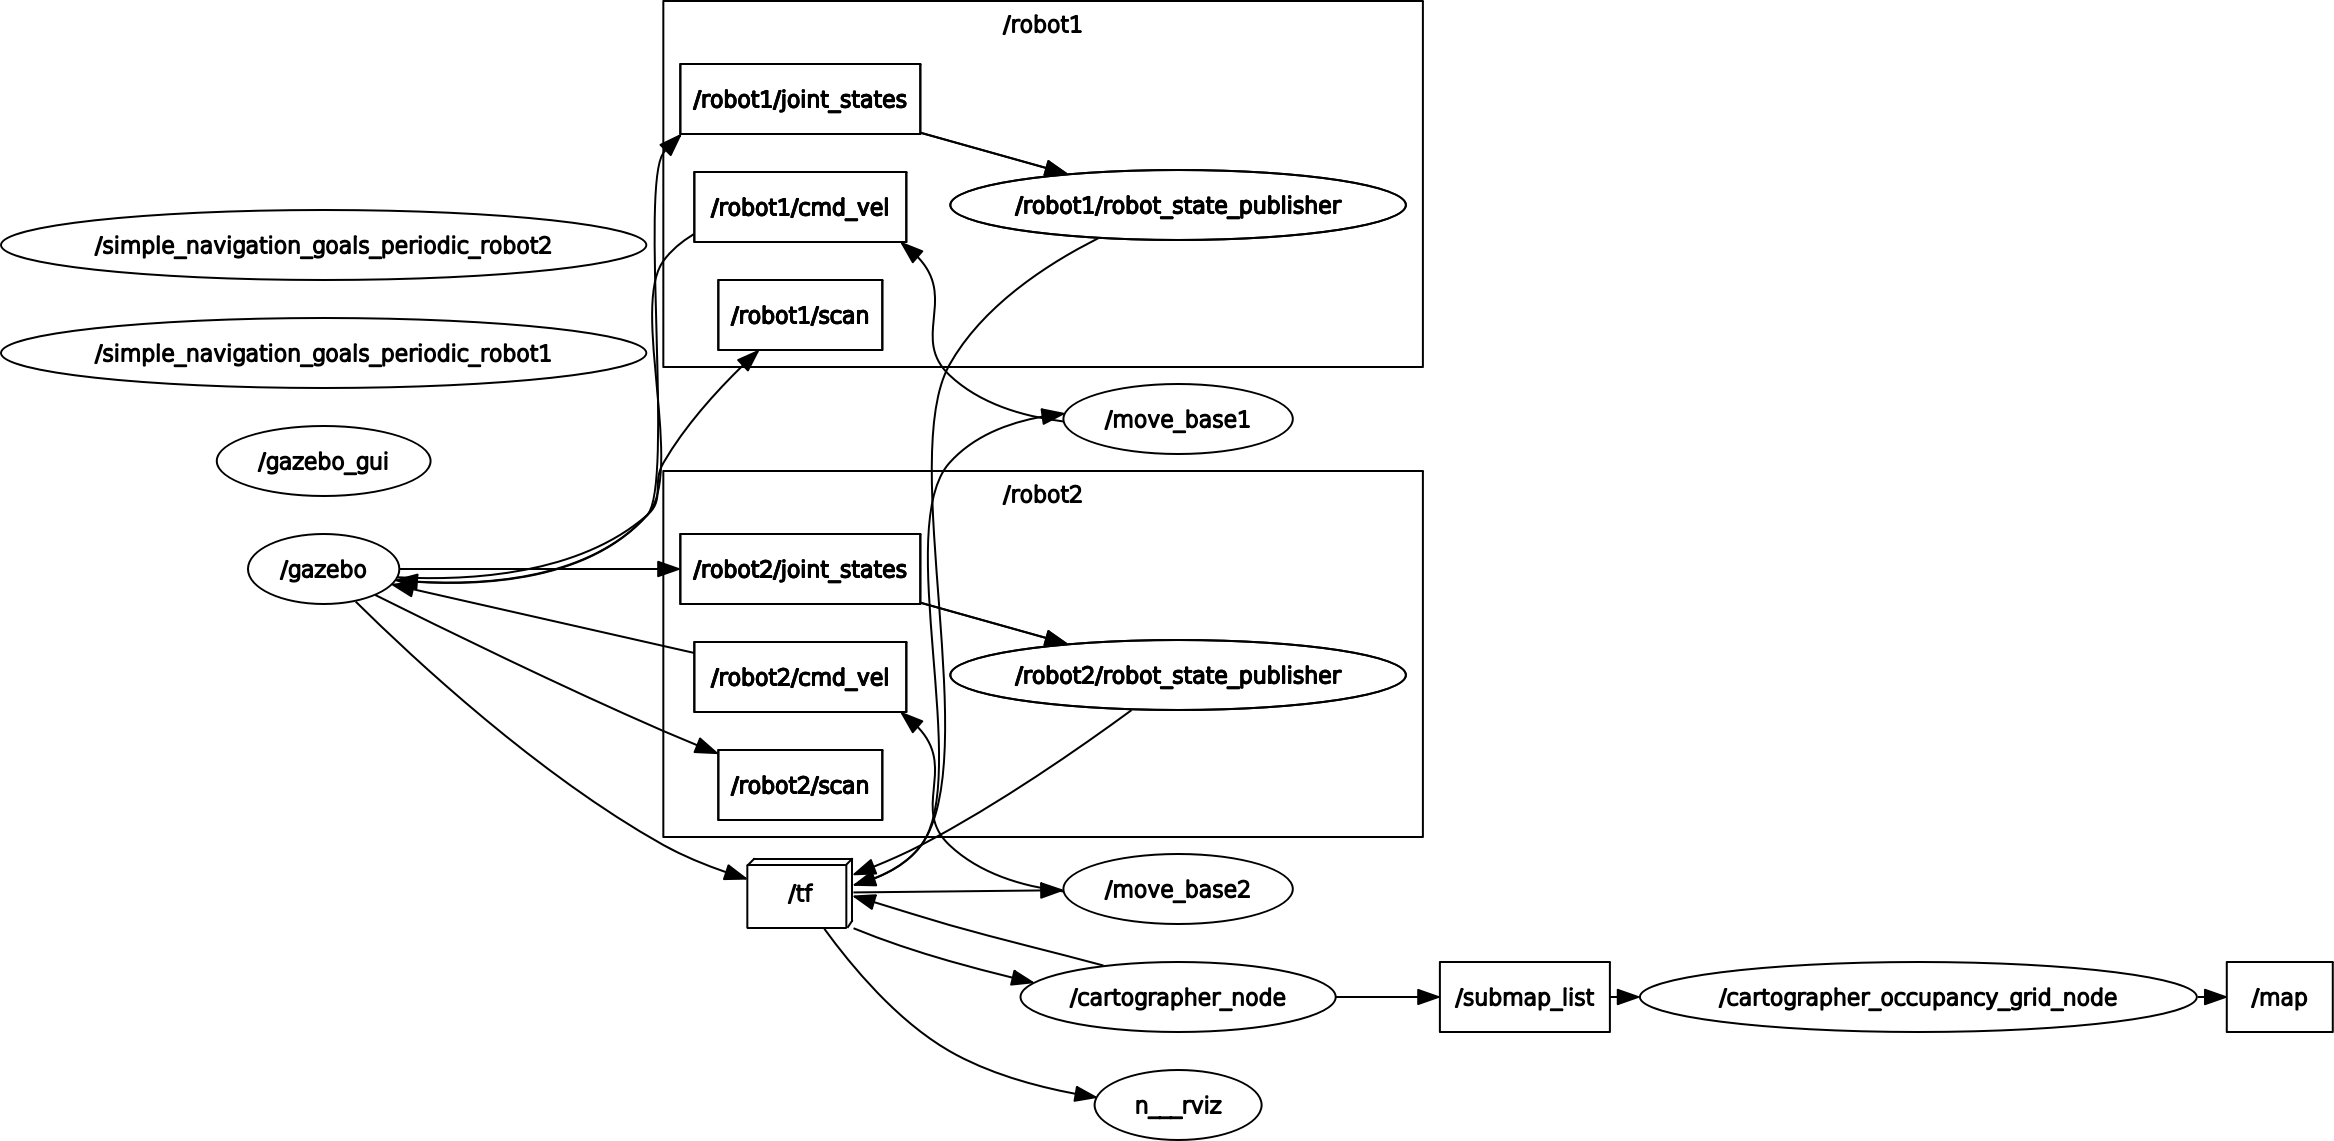 /robot1
/robot1/joint_states
/robot1/cmd_vel
/robot1/robot_state_publisher
/simple_navigation_goals_periodic_robot2
/robot1/scan
/simple_navigation_goals_periodic_robot1
/move_base1
/gazebo_gui
/robot2
/gazebo
/robot2/joint_states
/robot2/cmd_vel
/robot2/robot_state_publisher
/robot2/scan
/tf
/move_base2
/cartographer_node
/submap_list
/cartographer_occupancy_grid_node
/map
n___rviz